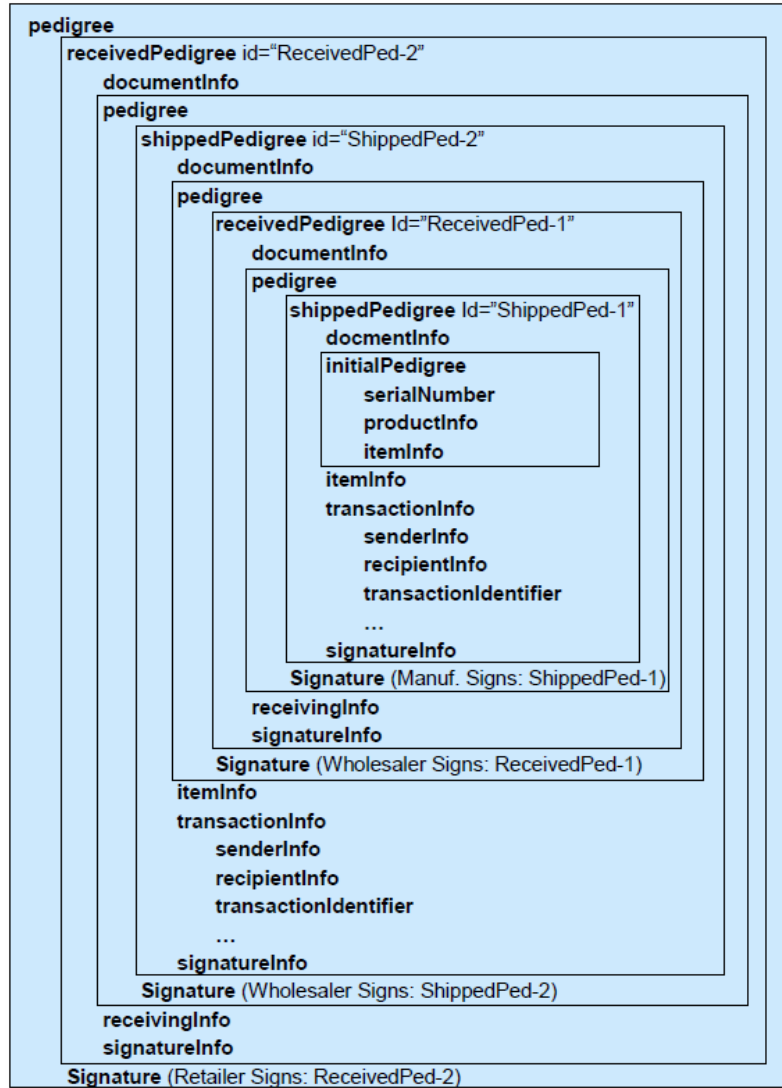 pedigree
receivedPedigree id=“ReceivedPed-2”
documentInfo
pedigree
shippedPedigree id=“ShippedPed-2”
documentInfo
pedigree
receivedPedigree Id=”ReceivedPed-1”
documentInfo
pedigree
shippedPedigree Id=”ShippedPed-1”
docmentInfo
initialPedigree
serialNumber
productInfo
itemInfo
itemInfo
transactionInfo
senderInfo
recipientInfo
transactionIdentifier
…
signatureInfo
Signature (Manuf. Signs: ShippedPed-1)
receivingInfo
signatureInfo
Signature (Wholesaler Signs: ReceivedPed-1)
itemInfo
transactionInfo
senderInfo
recipientInfo
transactionIdentifier
…
signatureInfo
Signature (Wholesaler Signs: ShippedPed-2)
receivingInfo
signatureInfo
Signature (Retailer Signs: ReceivedPed-2)